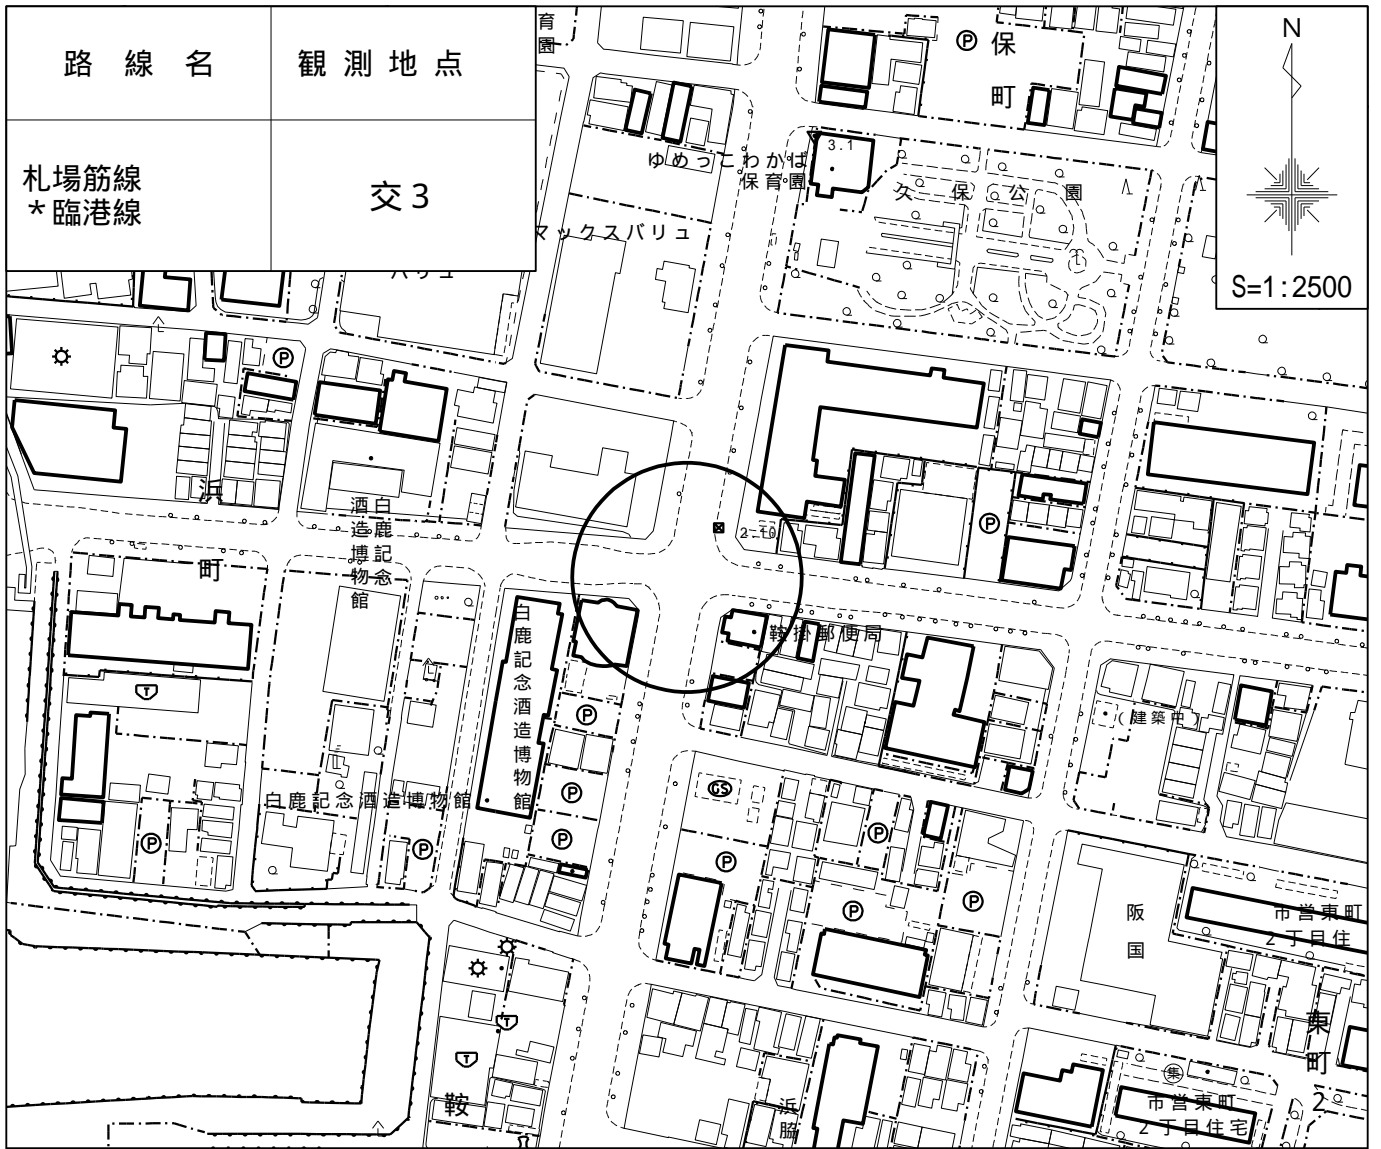 路線名
観測地点
札場筋線
*臨港線
交3
N
S=1:2500
育
園
P
保
町
ゆめっこわかば
保育園
3.1
久保公園
マックスバリュ
バリュ
P
浜
町
白鹿記念
酒造博物館
2.10
P
鞍掛郵便局
白鹿記念酒造博物館
T
P
(建築中)
GS
P
白鹿記念酒造博物館
P
P
P
P
P
P
P
阪
国
市営東町
2丁目住
T
T
鞍
浜
脇
集
東
町
2
市営東町
2丁目住宅